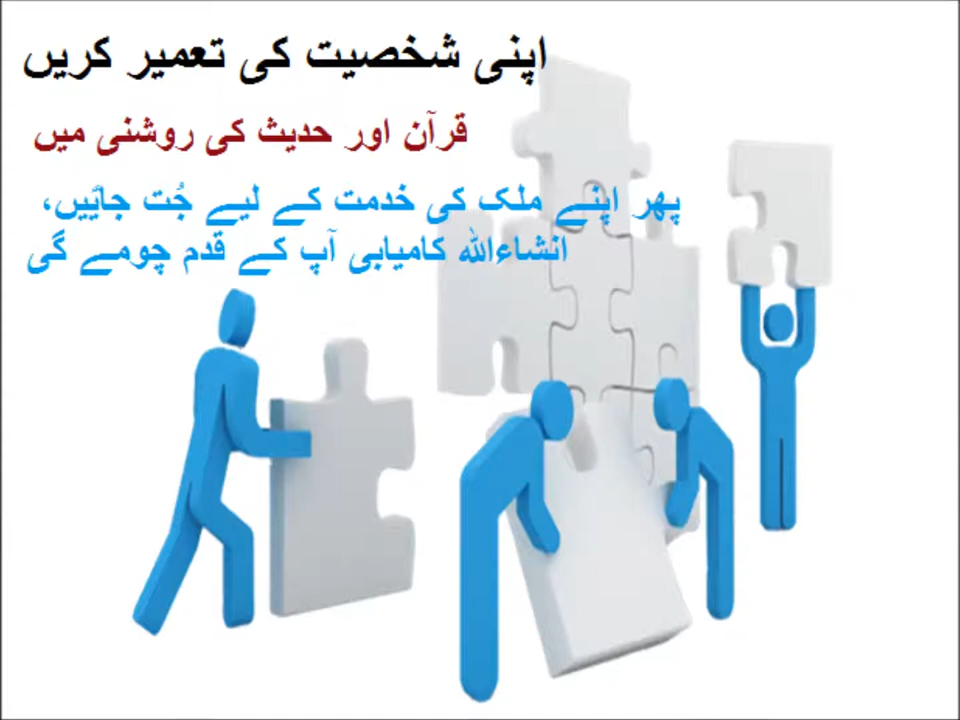 اپنی شخصیت کی تعمیر کریں
قرآن اور حدیث کی روشنی میں
پھر اپنے ملک کی خدمت کے لیے جُت جائیں،
انشاءاللہ کامیابی آپ کے قدم چومے گی